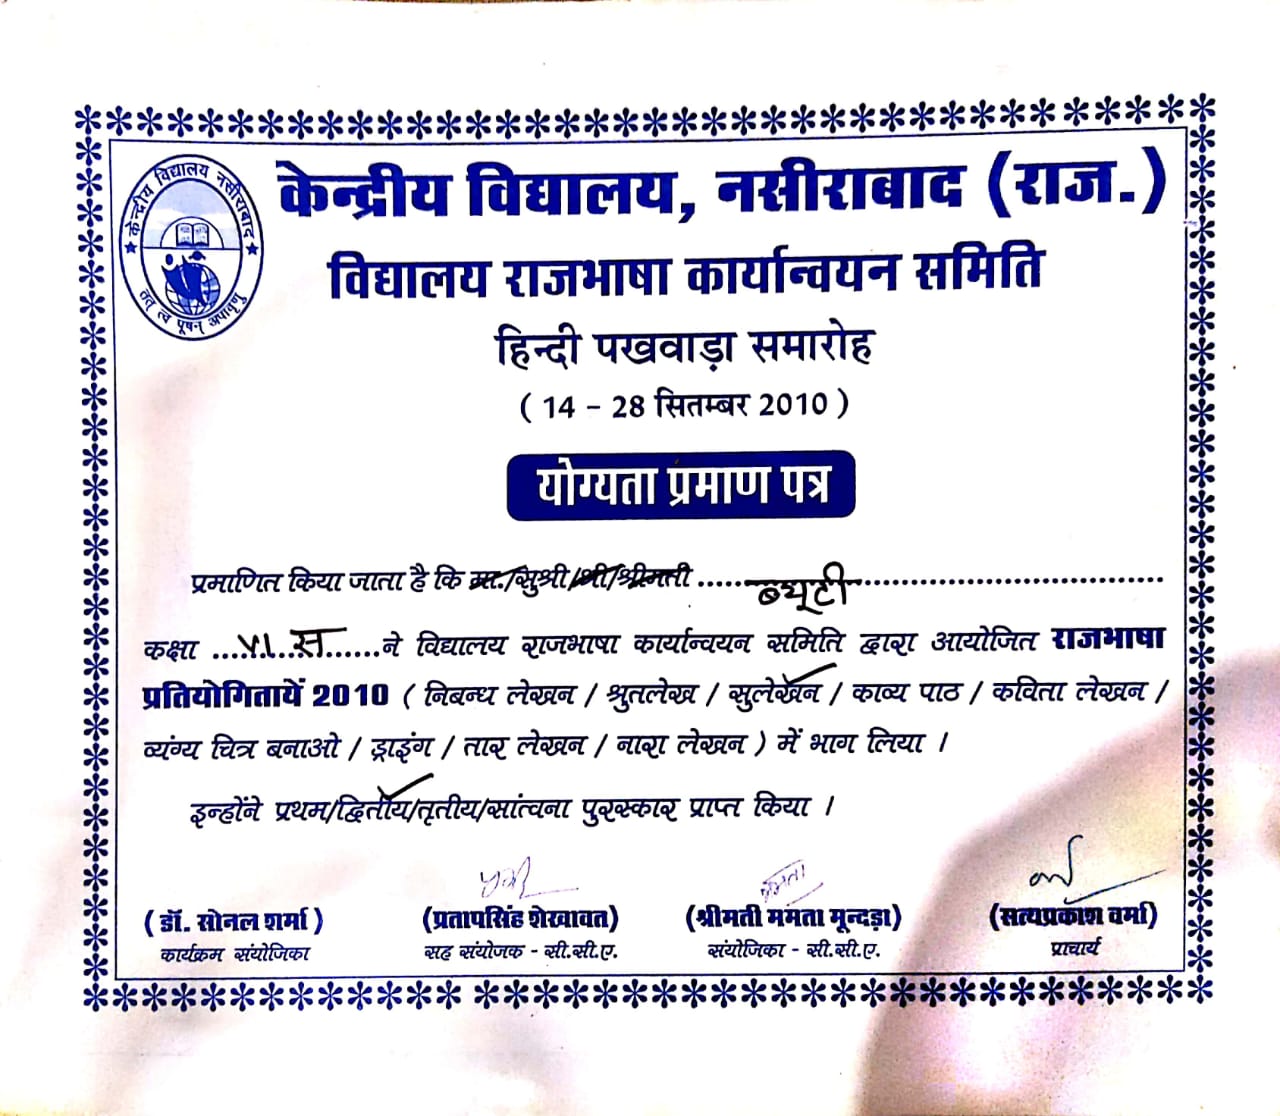 केन्द्रीय विद्यालय नसीराबाद
तत् त्वं पूषन् अपावृणु
केन्द्रीय विद्यालय, नसीराबाद (राज.)
विद्यालय राजभाषा कार्यान्वयन समिति
हिन्दी पखवाड़ा समारोह
( 14 - 28 सितम्बर 2010 )
योग्यता प्रमाण पत्र
प्रमाणित किया जाता है कि मा./सुश्री/श्री/श्रीमती ब्यूटी
कक्षा VI स ने विद्यालय राजभाषा कार्यान्वयन समिति द्वारा आयोजित राजभाषा
प्रतियोगितायें 2010 ( निबन्ध लेखन / श्रुतलेख / सुलेखन / काव्य पाठ / कविता लेखन /
व्यंग्य चित्र बनाओ / ड्राइंग / तार लेखन / नारा लेखन ) में भाग लिया ।
इन्होंने प्रथम/द्वितीय/तृतीय/सांत्वना पुरस्कार प्राप्त किया ।
ममता
(डॉ. सोनल शर्मा) (प्रतापसिंह शेखावत) (श्रीमती ममता मून्दड़ा) (सत्यप्रकाश वर्मा)
कार्यक्रम संयोजिका सह संयोजक - सी.सी.ए. संयोजिका - सी.सी.ए. प्राचार्य